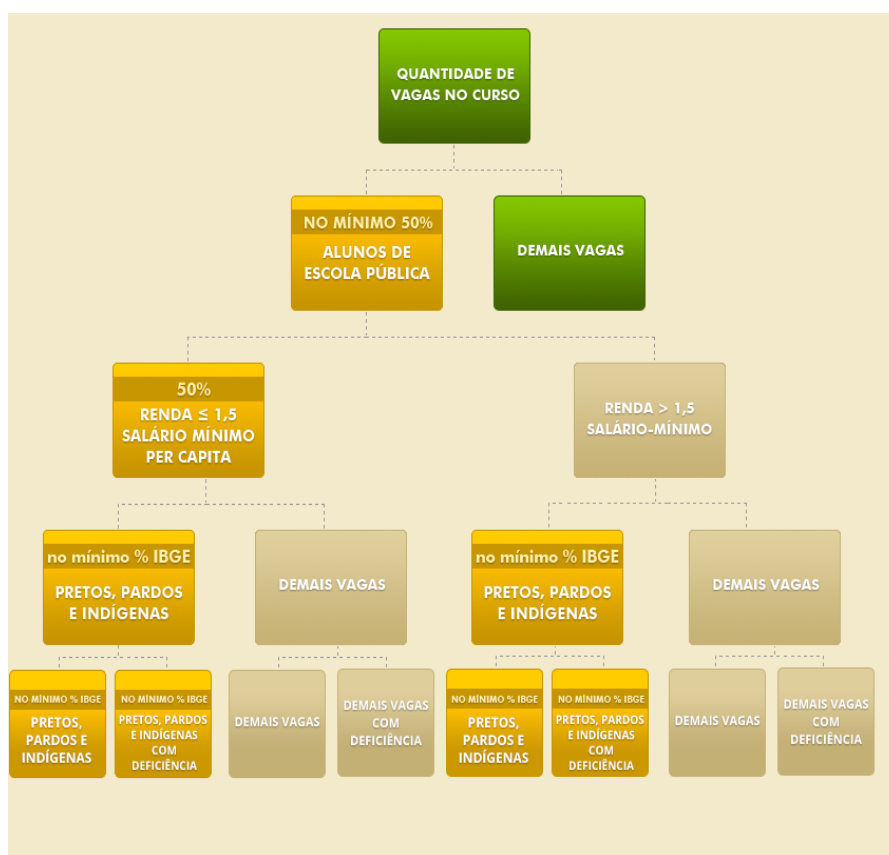 QUANTIDADE DE
VAGAS NO CURSO
NO MÍNIMO 50%
ALUNOS DE
ESCOLA PÚBLICA
DEMAIS VAGAS
50%
RENDA ≤ 1,5
SALÁRIO MÍNIMO
PER CAPITA
RENDA > 1,5
SALÁRIO-MÍNIMO
no mínimo % IBGE
PRETOS, PARDOS
E INDÍGENAS
DEMAIS VAGAS
no mínimo % IBGE
PRETOS, PARDOS
E INDÍGENAS
DEMAIS VAGAS
NO MÍNIMO % IBGE
PRETOS,
PARDOS E
INDÍGENAS
NO MÍNIMO % IBGE
PRETOS, PARDOS
E INDÍGENAS
COM
DEFICIÊNCIA
DEMAIS VAGAS
DEMAIS VAGAS
COM
DEFICIÊNCIA
NO MÍNIMO % IBGE
PRETOS,
PARDOS E
INDÍGENAS
NO MÍNIMO % IBGE
PRETOS, PARDOS
E INDÍGENAS
COM
DEFICIÊNCIA
DEMAIS VAGAS
DEMAIS VAGAS
COM
DEFICIÊNCIA